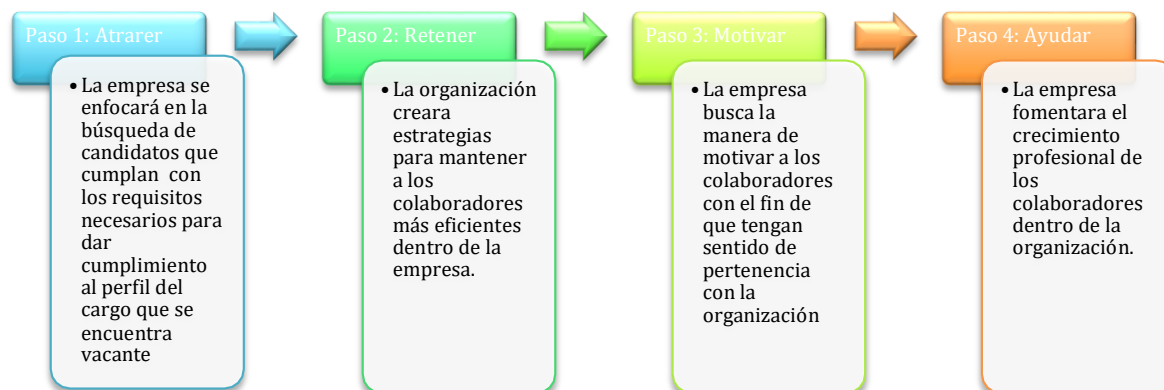 Paso 1: Atrarer
• La empresa se
enfocará en la
búsqueda de
candidatos que
cumplan con
los requisitos
necesarios para
dar
cumplimiento
al perfil del
cargo que se
encuentra
vacante
Paso 2: Retener
• La organización
creara
estrategias
para mantener
a los
colaboradores
más eficientes
dentro de la
empresa.
Paso 3: Motivar
• La empresa
busca la
manera de
motivar a los
colaboradores
con el fin de
que tengan
sentido de
pertenencia
con la
organización
Paso 4: Ayudar
• La empresa
fomentara el
crecimiento
profesional de
los
colaboradores
dentro de la
organización.